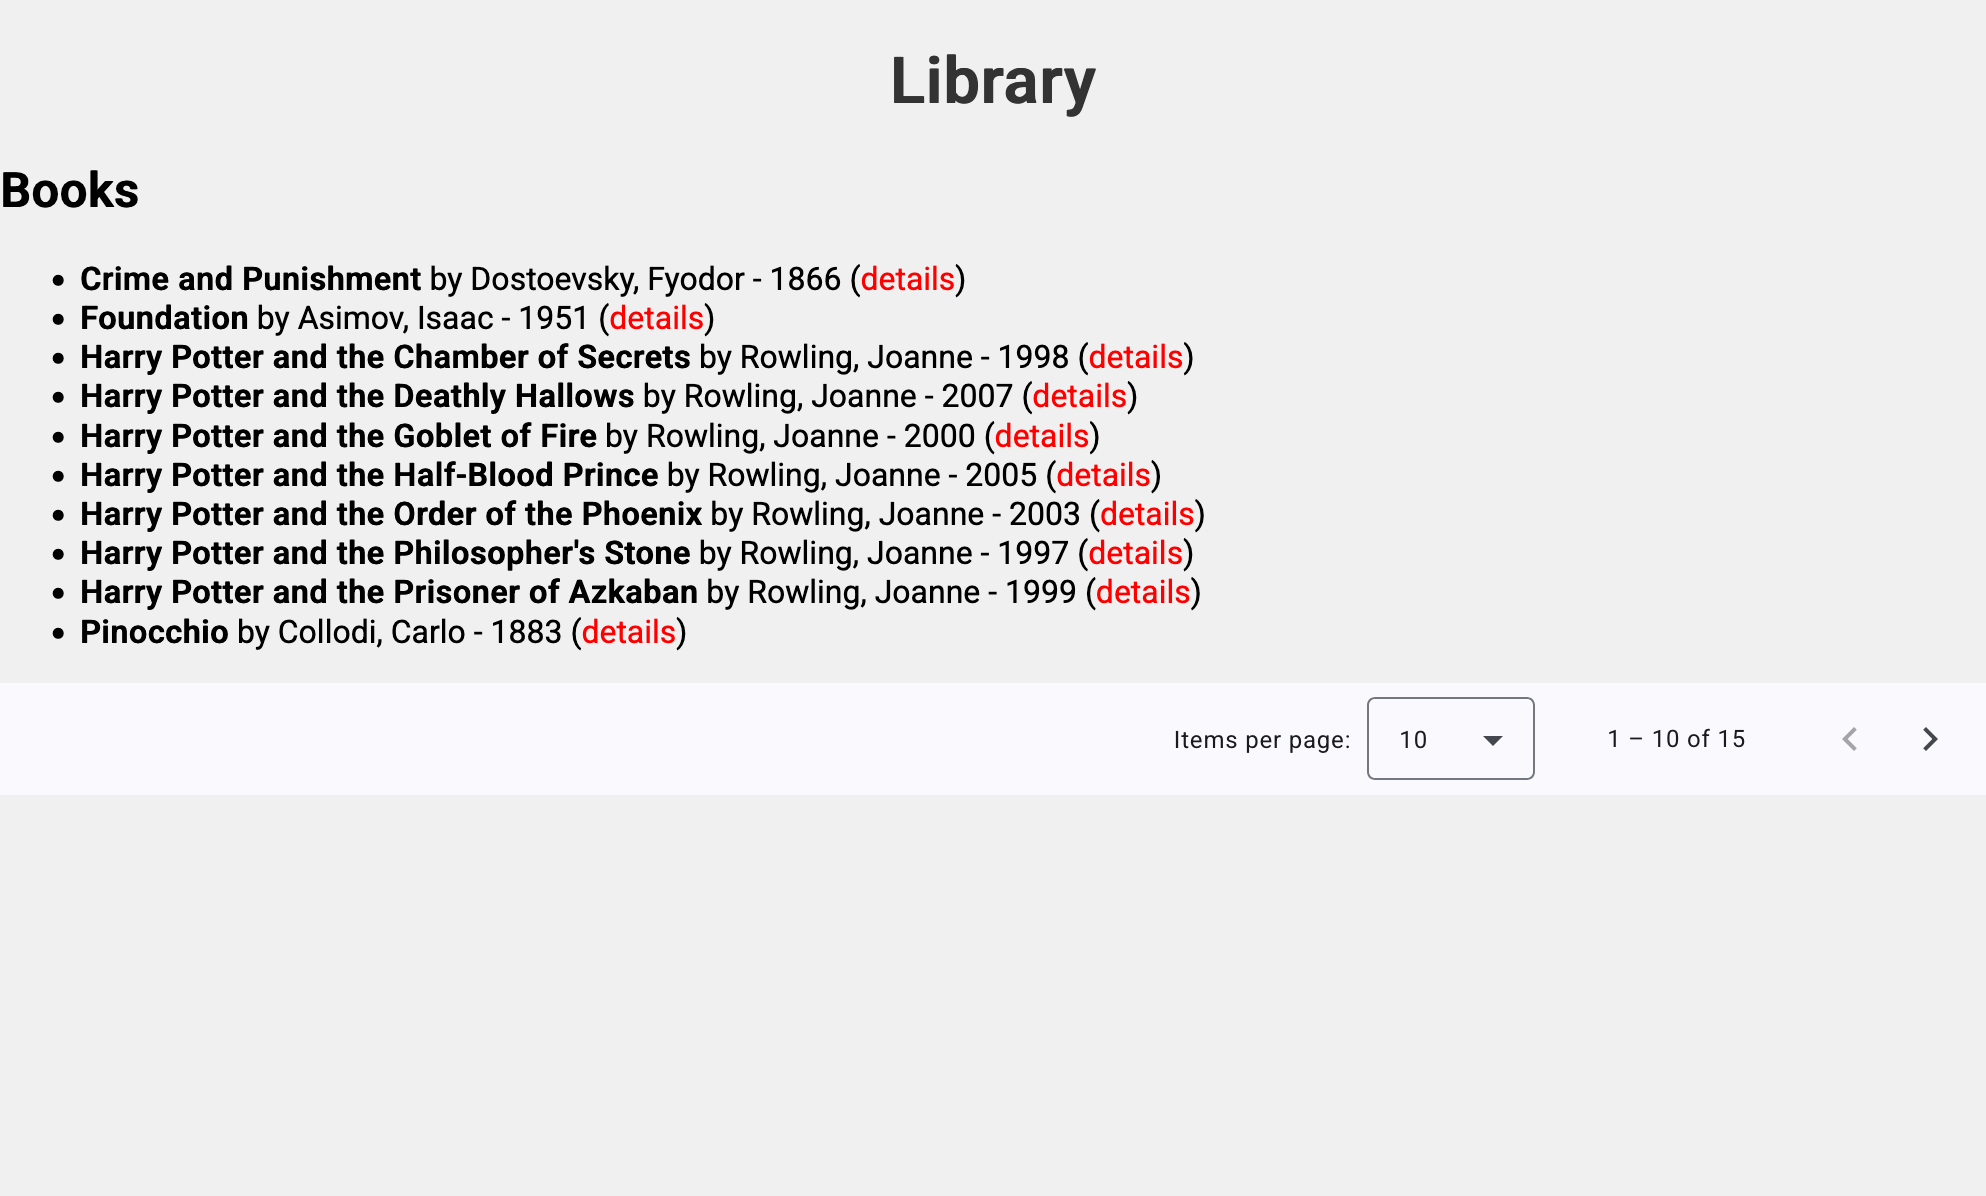 Library
Books
Crime and Punishment by Dostoevsky, Fyodor - 1866 (details)
Foundation by Asimov, Isaac - 1951 (details)
Harry Potter and the Chamber of Secrets by Rowling, Joanne - 1998 (details)
Harry Potter and the Deathly Hallows by Rowling, Joanne - 2007 (details)
Harry Potter and the Goblet of Fire by Rowling, Joanne - 2000 (details)
Harry Potter and the Half-Blood Prince by Rowling, Joanne - 2005 (details)
Harry Potter and the Order of the Phoenix by Rowling, Joanne - 2003 (details)
Harry Potter and the Philosopher's Stone by Rowling, Joanne - 1997 (details)
Harry Potter and the Prisoner of Azkaban by Rowling, Joanne - 1999 (details)
Pinocchio by Collodi, Carlo - 1883 (details)
Items per page: 10 1 – 10 of 15